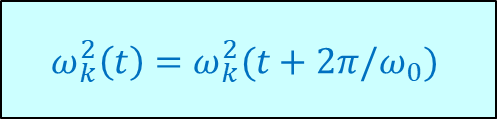 ω_k^2(t) = ω_k^2(t + 2π/ω_0)